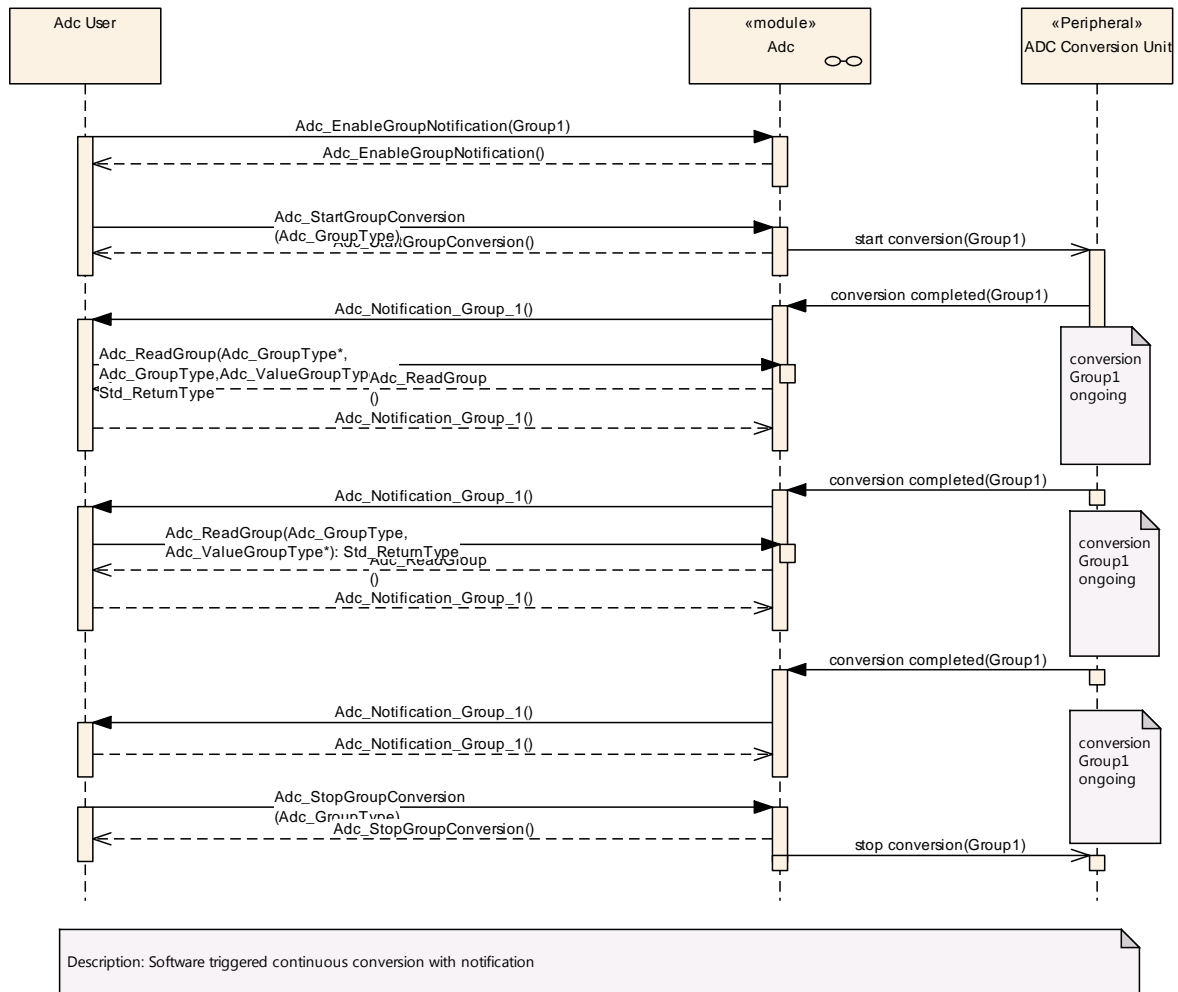 Adc User
«module»
Adc
«Peripheral»
ADC Conversion Unit
Adc_EnableGroupNotification(Group1)
Adc_EnableGroupNotification()
Adc_StartGroupConversion
(Adc_GroupType)
Adc_StartGroupConversion()
start conversion(Group1)
conversion completed(Group1)
Adc_Notification_Group_1()
Adc_ReadGroup(Adc_GroupType*,
Adc_GroupType,Adc_ValueGroupTyp
Std_ReturnType
Adc_ReadGroup
()
Adc_Notification_Group_1()
conversion
Group1
ongoing
conversion completed(Group1)
Adc_Notification_Group_1()
Adc_ReadGroup(Adc_GroupType,
Adc_ValueGroupType*): Std_ReturnType
Adc_ReadGroup
()
Adc_Notification_Group_1()
conversion
Group1
ongoing
conversion completed(Group1)
Adc_Notification_Group_1()
Adc_Notification_Group_1()
conversion
Group1
ongoing
Adc_StopGroupConversion
(Adc_GroupType)
Adc_StopGroupConversion()
stop conversion(Group1)
Description: Software triggered continuous conversion with notification